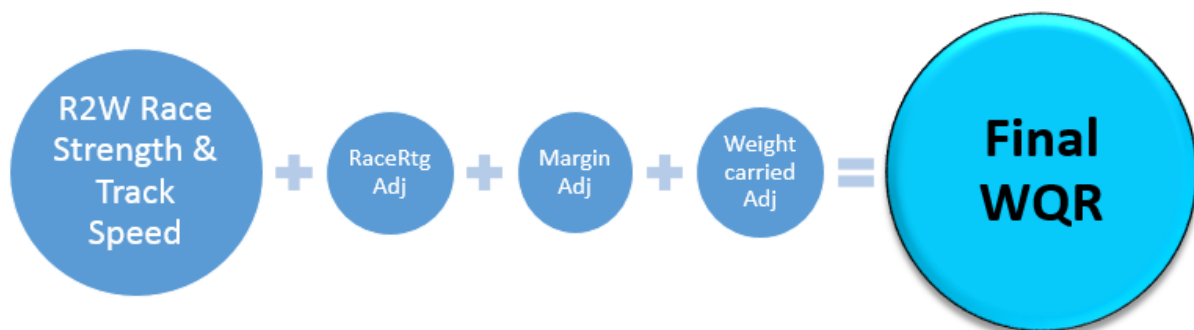 R2W Race
Strength &
Track
Speed
+
RaceRtg
Adj
+
Margin
Adj
+
Weight
carried
Adj
=
Final
WQR